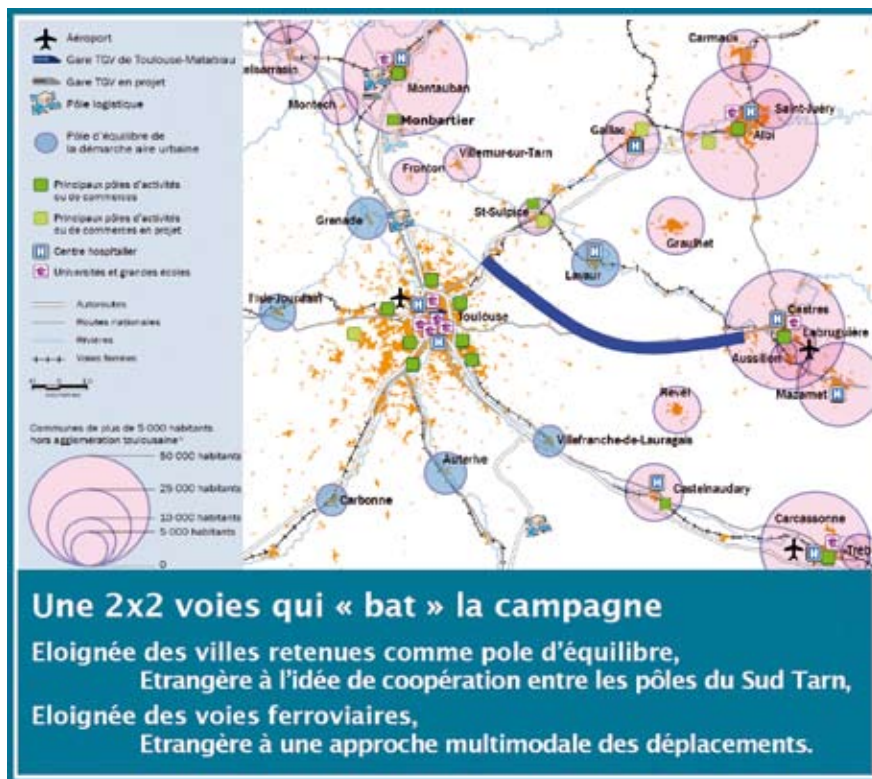 Aéroport
Gare TGV de Toulouse-Matabiau
Gare TGV en projet
Pôle logistique
Pôle d'équilibre de
la démarche aire urbaine
Principaux pôles d'activités
ou de commerces
Principaux pôles d'activités
ou de commerces en projet
H Centre hospitalier
Universités et grandes écoles
Autoroutes
Routes nationales
Rivières
Voies ferrées
Communes de plus de 5 000 habitants
hors agglomération toulousaine
50 000 habitants
25 000 habitants
10 000 habitants
5 000 habitants
0
Montauban
Montech
Monbartier
Villemur-sur-Tarn
Fronton
Grenade
St-Sulpice
Gaillac
Carmaux
Saint-Juéry
Albi
Graulhet
Lavaur
Toulouse
Castres
Labruguière
Aussillon
Mazamet
Revel
Villefranche-de-Lauragais
Auterive
Carbonne
Castelnaudary
Carcassonne
Treb
Une 2x2 voies qui « bat » la campagne
Eloignée des villes retenues comme pole d'équilibre,
Etrangère à l'idée de coopération entre les pôles du Sud Tarn,
Eloignée des voies ferroviaires,
Etrangère à une approche multimodale des déplacements.